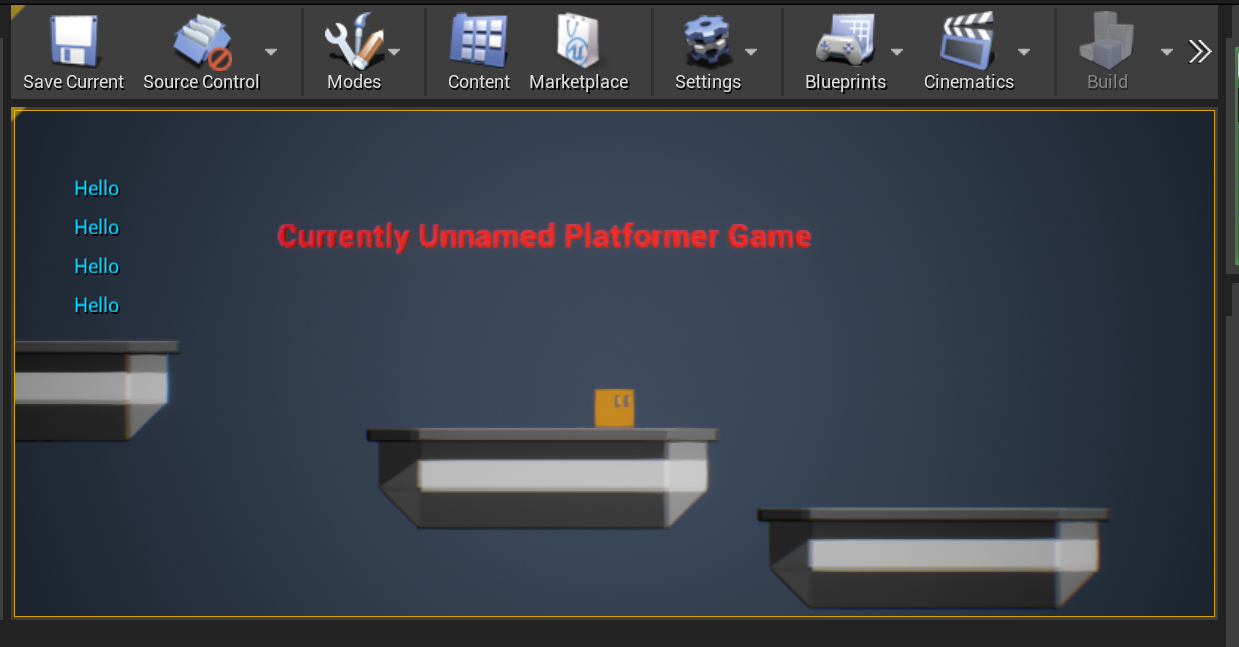 Save Current Source Control Modes Content Marketplace Settings Blueprints Cinematics Build
Hello
Currently Unnamed Platformer Game
Hello
Hello
Hello